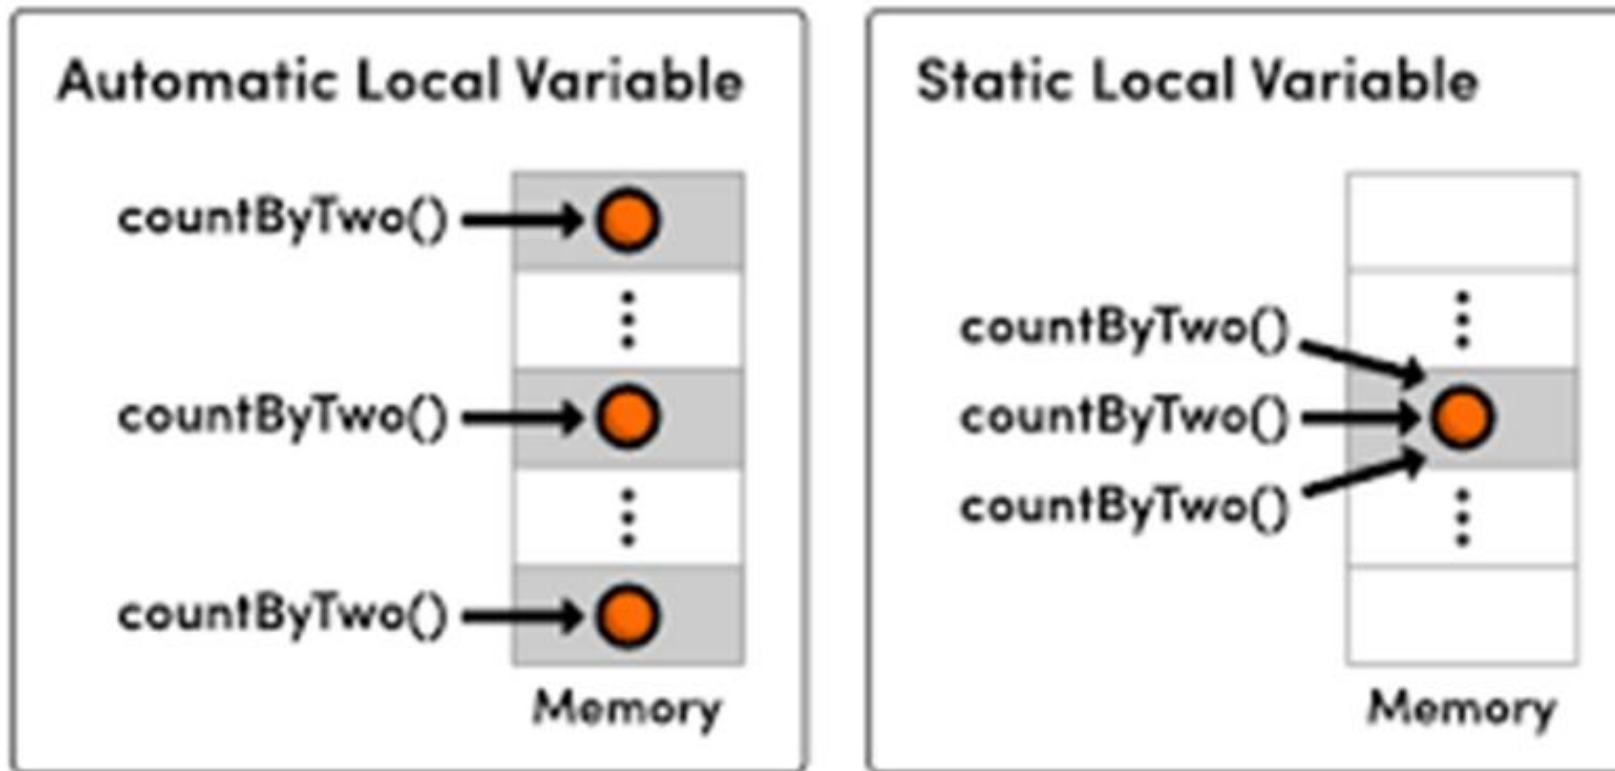 Automatic Local Variable
countByTwo()
countByTwo()
countByTwo()
Memory
Static Local Variable
countByTwo()
countByTwo()
countByTwo()
Memory